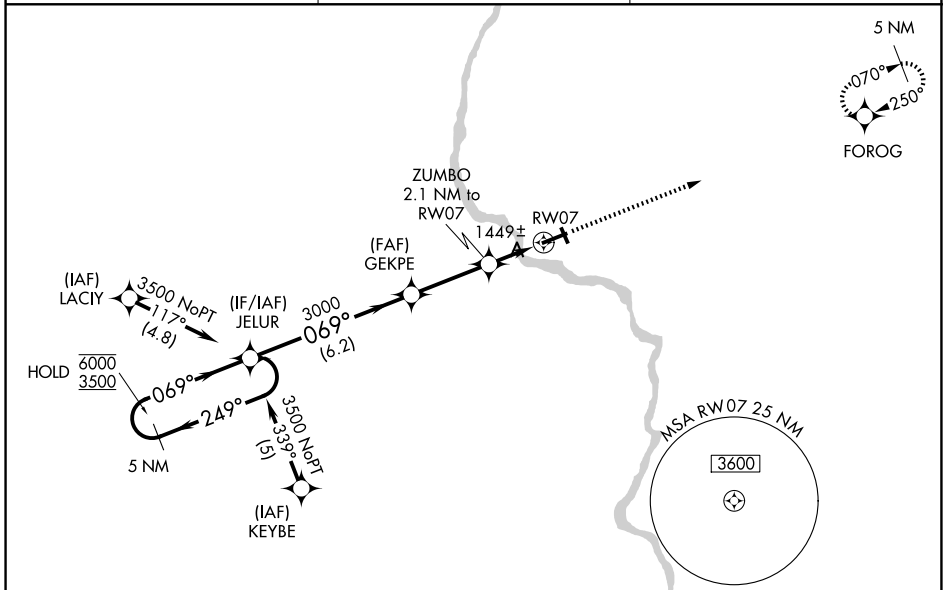 5 NM
070°
250°
FOROG
ZUMBO
2.1 NM to
RW07
1449±
RW07
(FAF)
GEKPE
(IAF)
LACIY
3500 NoPT
117°
(4.8)
(IF/IAF)
JELUR
3000
069°
(6.2)
HOLD
6000
3500
069°
249°
5 NM
3500 NoPT
339°
(5)
(IAF)
KEYBE
MSA RW07 25 NM
3600